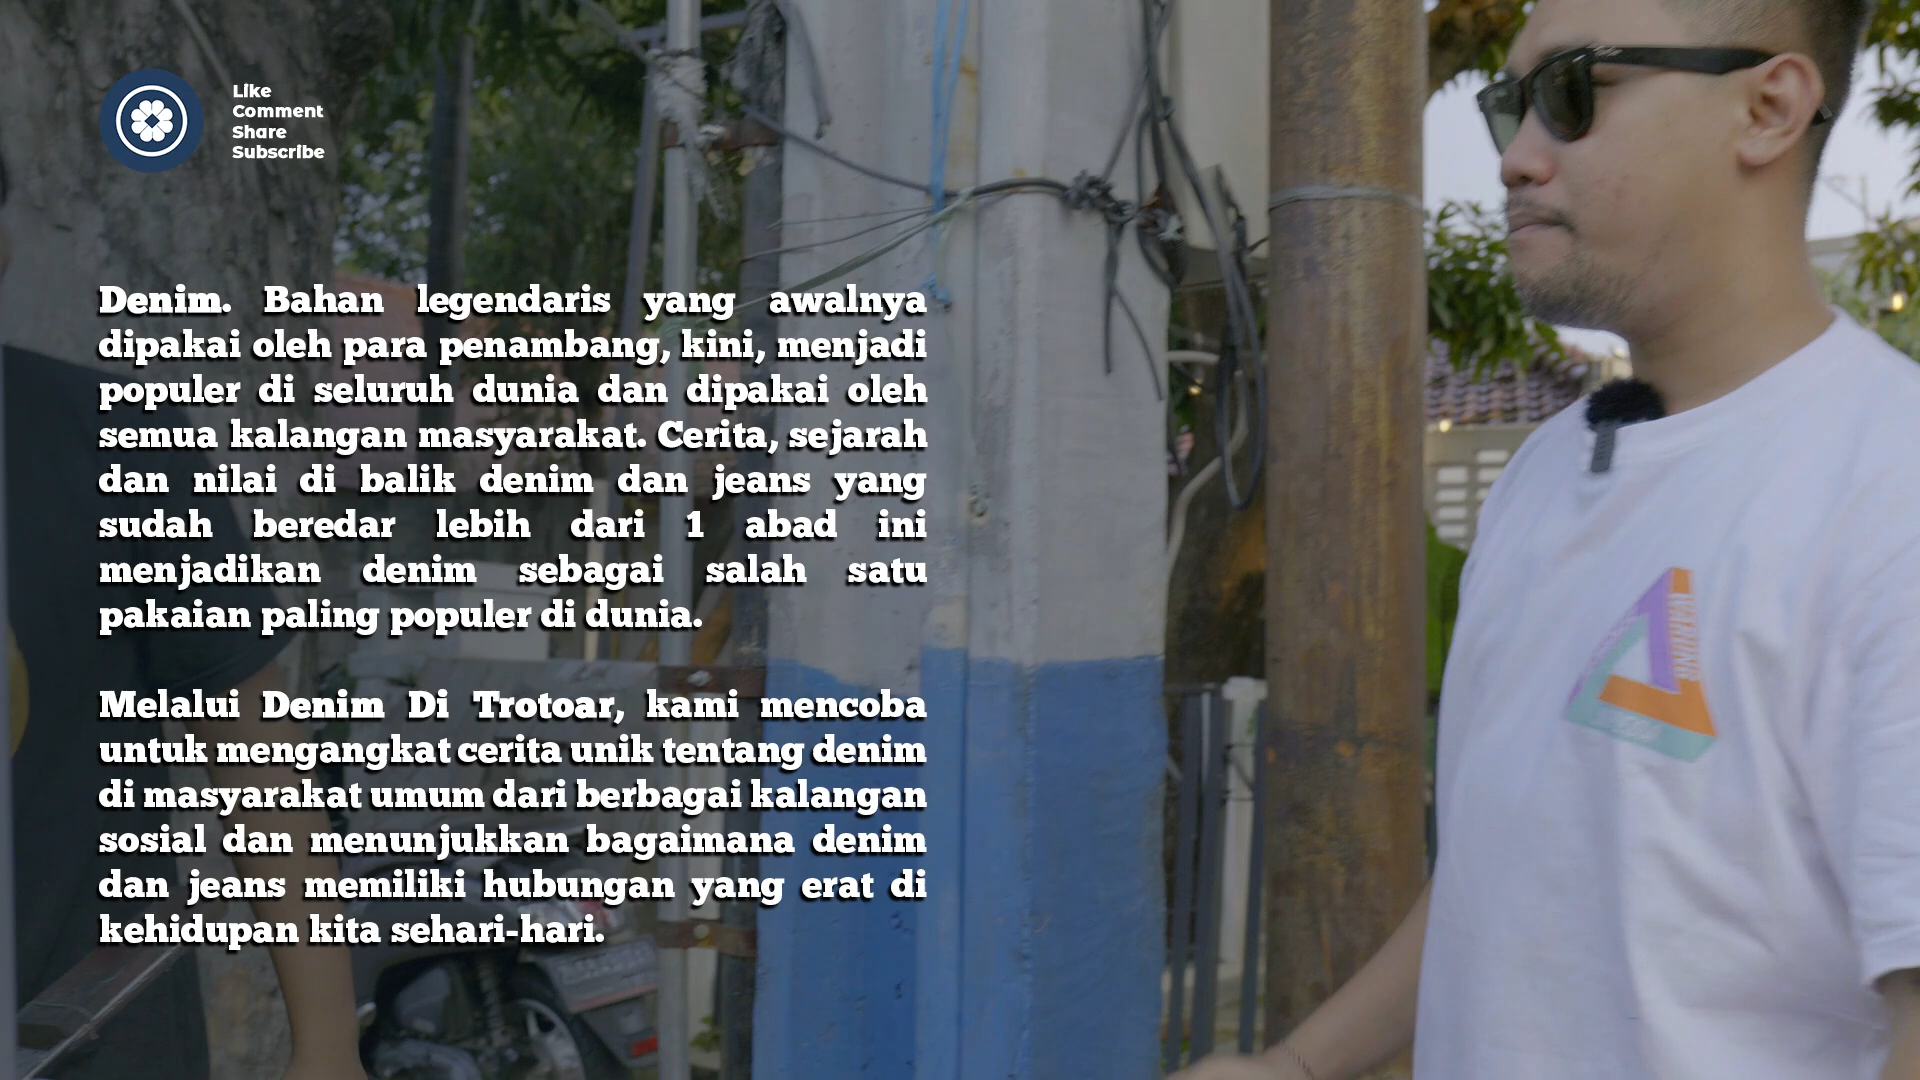 Like
Comment
Share
Subscribe
Denim. Bahan legendaris yang awalnya
dipakai oleh para penambang, kini, menjadi
populer di seluruh dunia dan dipakai oleh
semua kalangan masyarakat. Cerita, sejarah
dan nilai di balik denim dan jeans yang
sudah beredar lebih dari 1 abad ini
menjadikan denim sebagai salah satu
pakaian paling populer di dunia.
Melalui Denim Di Trotoar, kami mencoba
untuk mengangkat cerita unik tentang denim
di masyarakat umum dari berbagai kalangan
sosial dan menunjukkan bagaimana denim
dan jeans memiliki hubungan yang erat di
kehidupan kita sehari-hari.